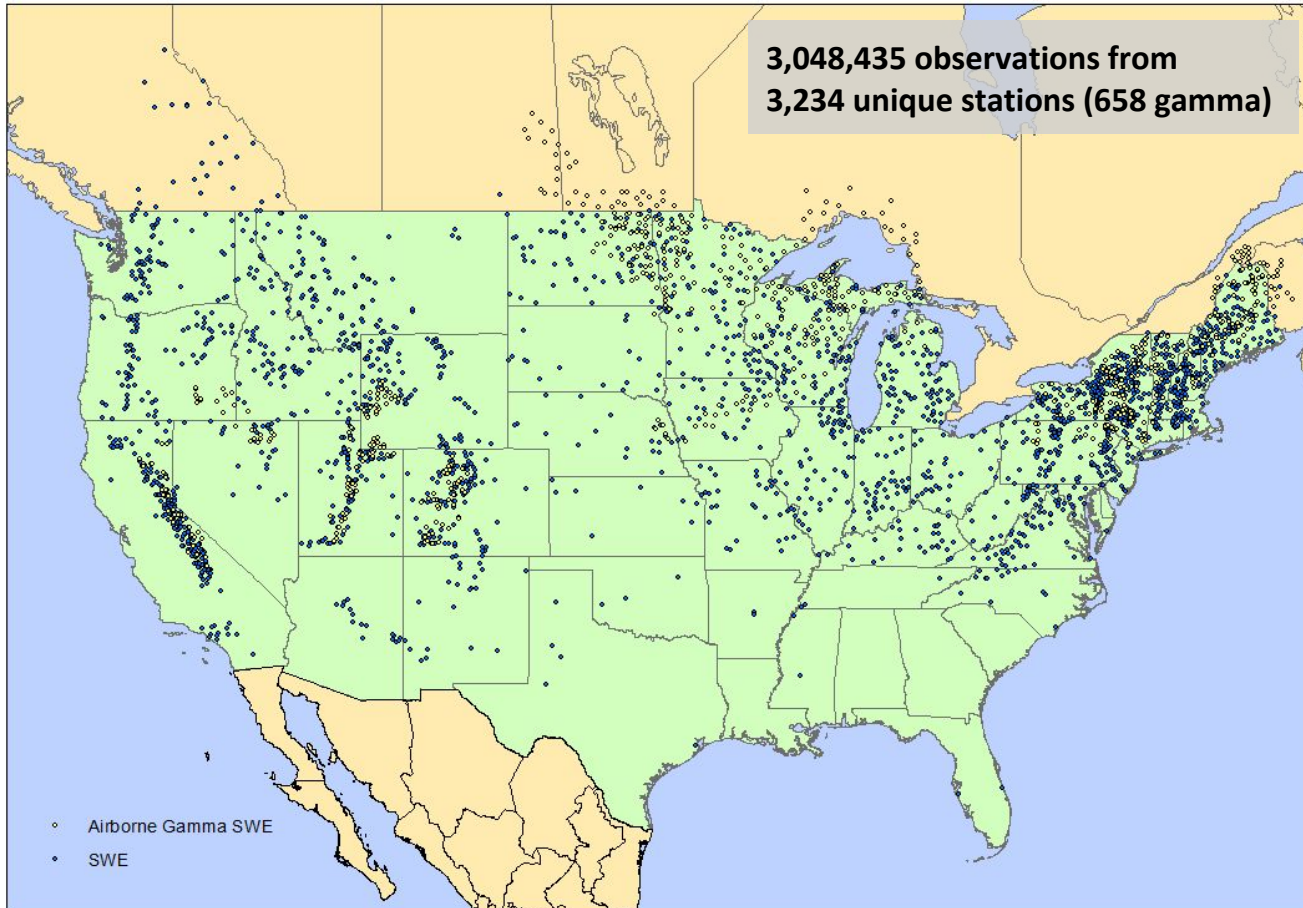 3,048,435 observations from
3,234 unique stations (658 gamma)
Airborne Gamma SWE
SWE